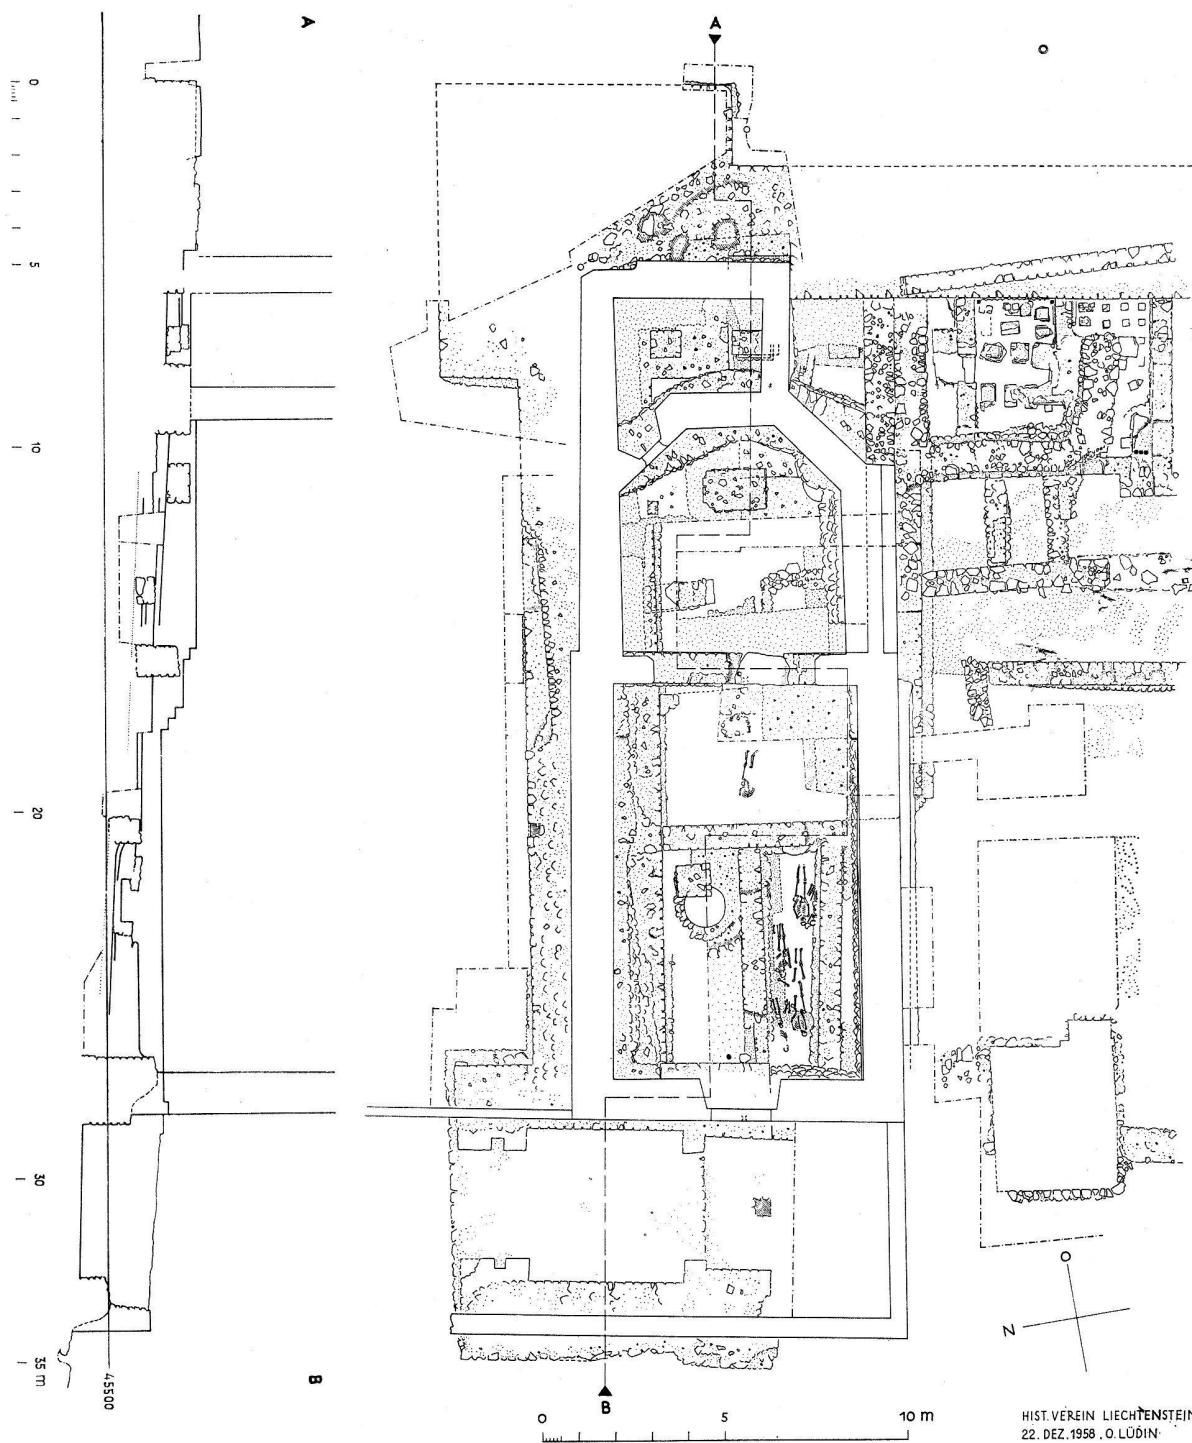 A
A
0
5
10
20
30
35 m
45500
B
B
0 5 10 m
O
N
HIST. VEREIN LIECHTENSTEIN
22. DEZ. 1958 . O. LÜDIN